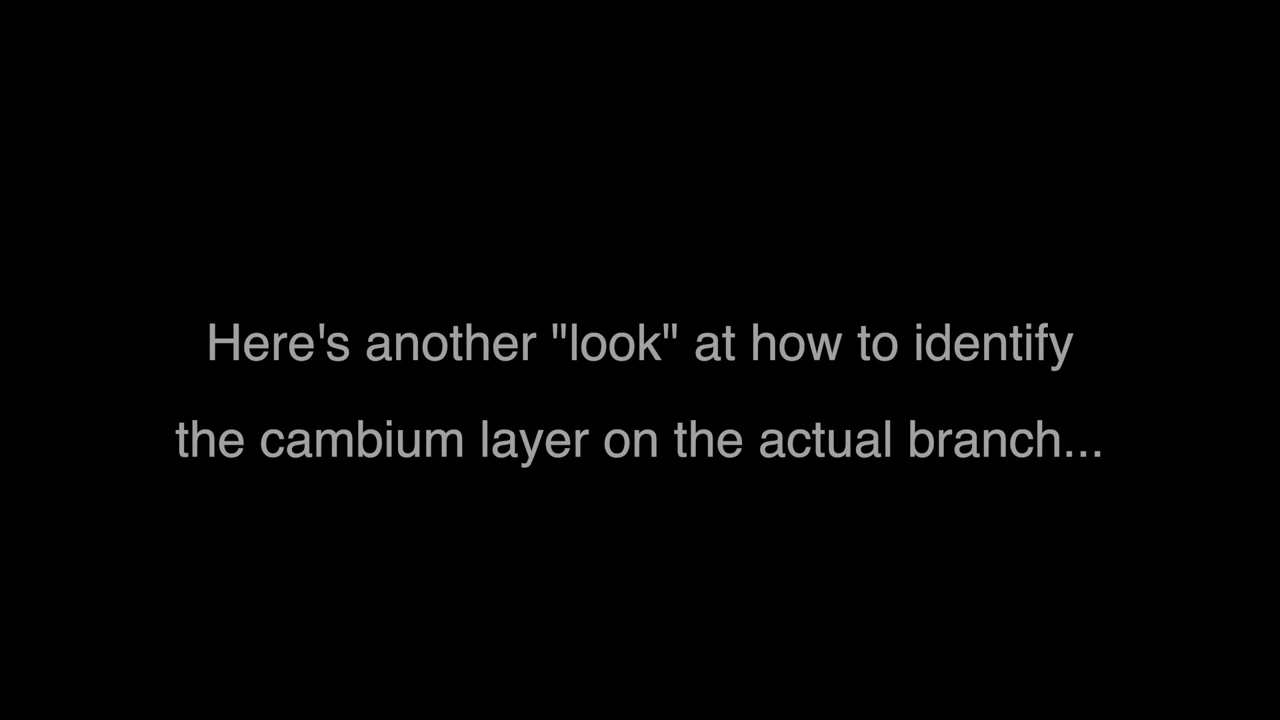 Here's another "look" at how to identify
the cambium layer on the actual branch...